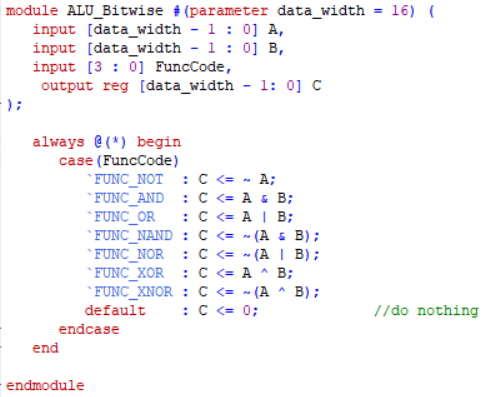 module ALU_Bitwise #(parameter data_width = 16) (
input [data_width - 1 : 0] A,
input [data_width - 1 : 0] B,
input [3 : 0] FuncCode,
output reg [data_width - 1: 0] C
);
always @(*) begin
case(FuncCode)
`FUNC_NOT : C <= ~ A;
`FUNC_AND : C <= A & B;
`FUNC_OR : C <= A | B;
`FUNC_NAND : C <= ~(A & B);
`FUNC_NOR : C <= ~(A | B);
`FUNC_XOR : C <= A ^ B;
`FUNC_XNOR : C <= ~(A ^ B);
default : C <= 0; //do nothing
endcase
end
endmodule